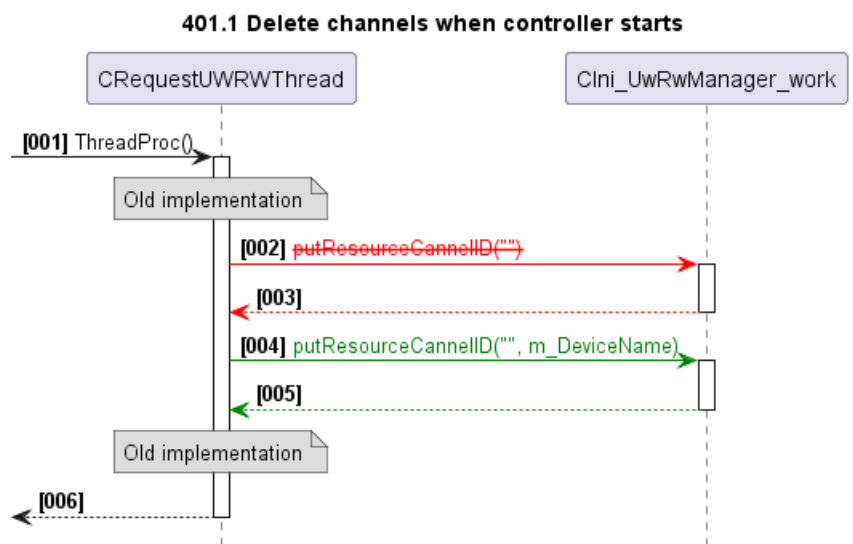 401.1 Delete channels when controller starts
CRequestUWRWThread
CIni_UwRwManager_work
[001] ThreadProc()
Old implementation
[002] putResourceCannelID("")
[003]
[004] putResourceCannelID("", m_DeviceName)
[005]
Old implementation
[006]